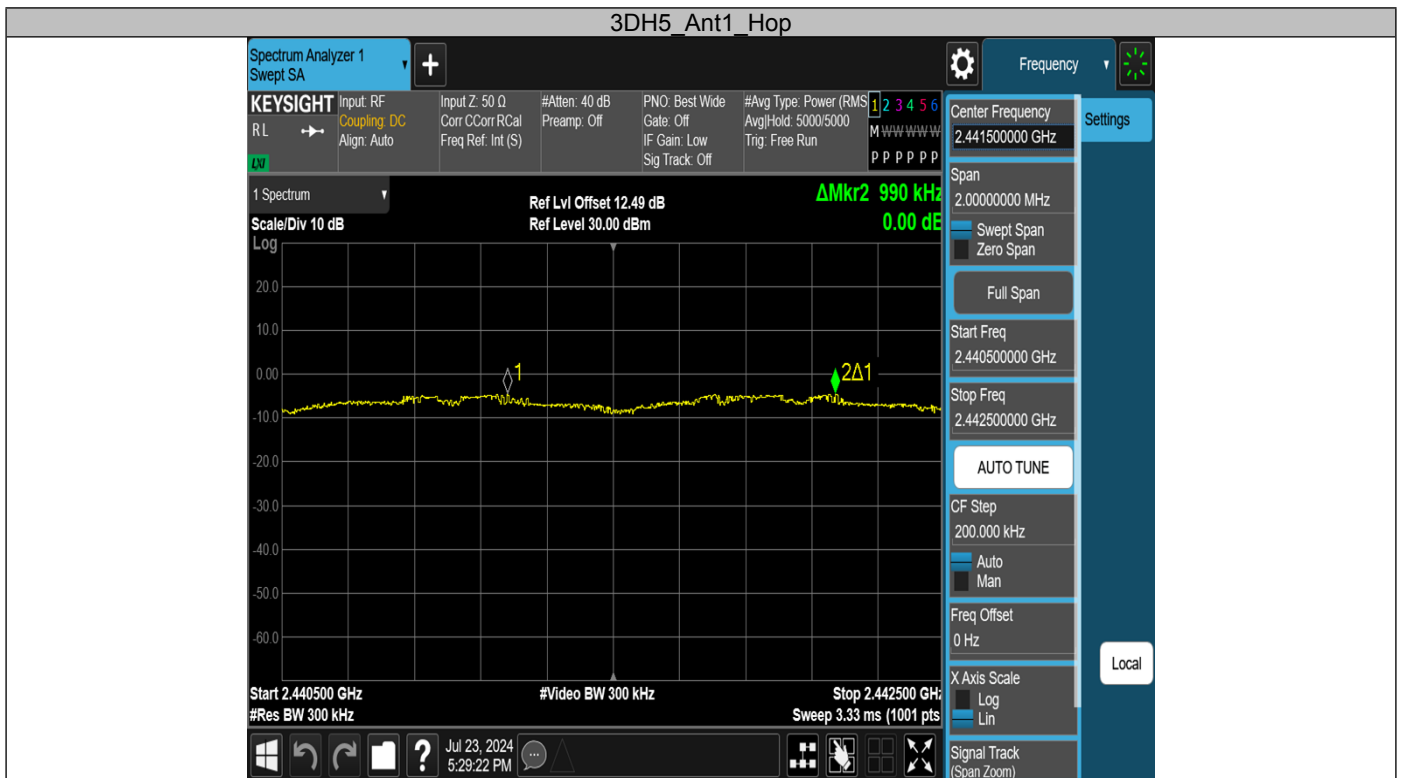 3DH5_Ant1_Hop
Spectrum Analyzer 1
Swept SA
+
Frequency
KEYSIGHT
R L
LXI
Input: RF
Coupling: DC
Align: Auto
Input Z: 50 Ω
Corr CCorr RCal
Freq Ref: Int (S)
#Atten: 40 dB
Preamp: Off
PNO: Best Wide
Gate: Off
IF Gain: Low
Sig Track: Off
#Avg Type: Power (RMS
Avg|Hold: 5000/5000
Trig: Free Run
1 2 3 4 5 6
M W W W W W
P P P P P P
1 Spectrum
Scale/Div 10 dB
Log
Ref Lvl Offset 12.49 dB
Ref Level 30.00 dBm
ΔMkr2 990 kHz
0.00 dB
20.0
10.0
0.00
-10.0
-20.0
-30.0
-40.0
-50.0
-60.0
1
2Δ1
Start 2.440500 GHz
#Res BW 300 kHz
#Video BW 300 kHz
Stop 2.442500 GHz
Sweep 3.33 ms (1001 pts
Center Frequency
2.441500000 GHz
Settings
Span
2.00000000 MHz
Swept Span
Zero Span
Full Span
Start Freq
2.440500000 GHz
Stop Freq
2.442500000 GHz
AUTO TUNE
CF Step
200.000 kHz
Auto
Man
Freq Offset
0 Hz
X Axis Scale
Log
Lin
Local
Signal Track
(Span Zoom)
?
Jul 23, 2024
5:29:22 PM